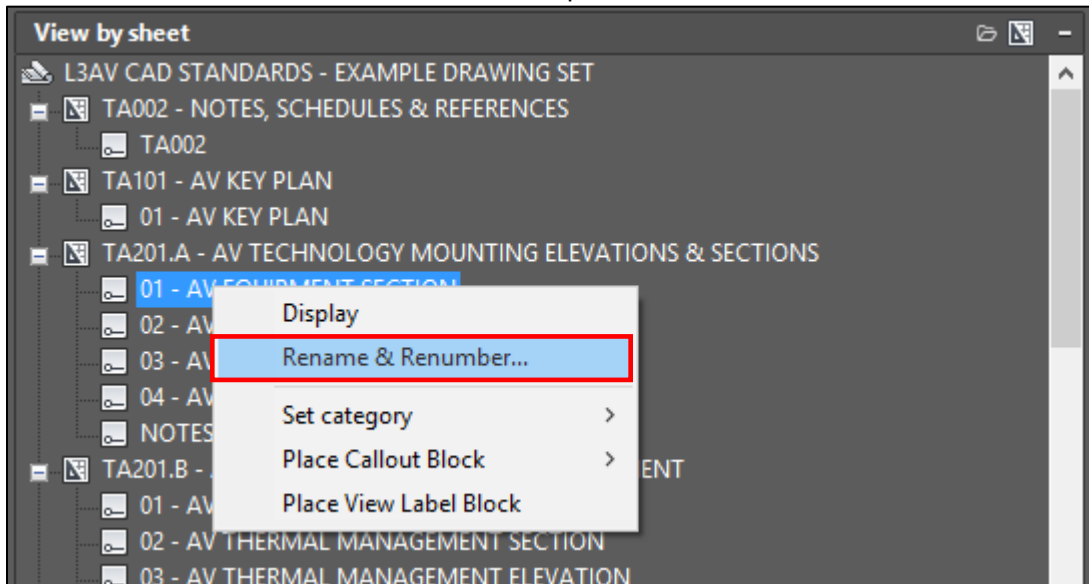 View by sheet
L3AV CAD STANDARDS - EXAMPLE DRAWING SET
TA002 - NOTES, SCHEDULES & REFERENCES
TA002
TA101 - AV KEY PLAN
01 - AV KEY PLAN
TA201.A - AV TECHNOLOGY MOUNTING ELEVATIONS & SECTIONS
01 - AV EQUIPMENT SECTION
Display
02 - AV
Rename & Renumber...
03 - AV
04 - AV
Set category
NOTES
Place Callout Block
TA201.B - ENT
Place View Label Block
01 - AV
02 - AV THERMAL MANAGEMENT SECTION
03 - AV THERMAL MANAGEMENT ELEVATION